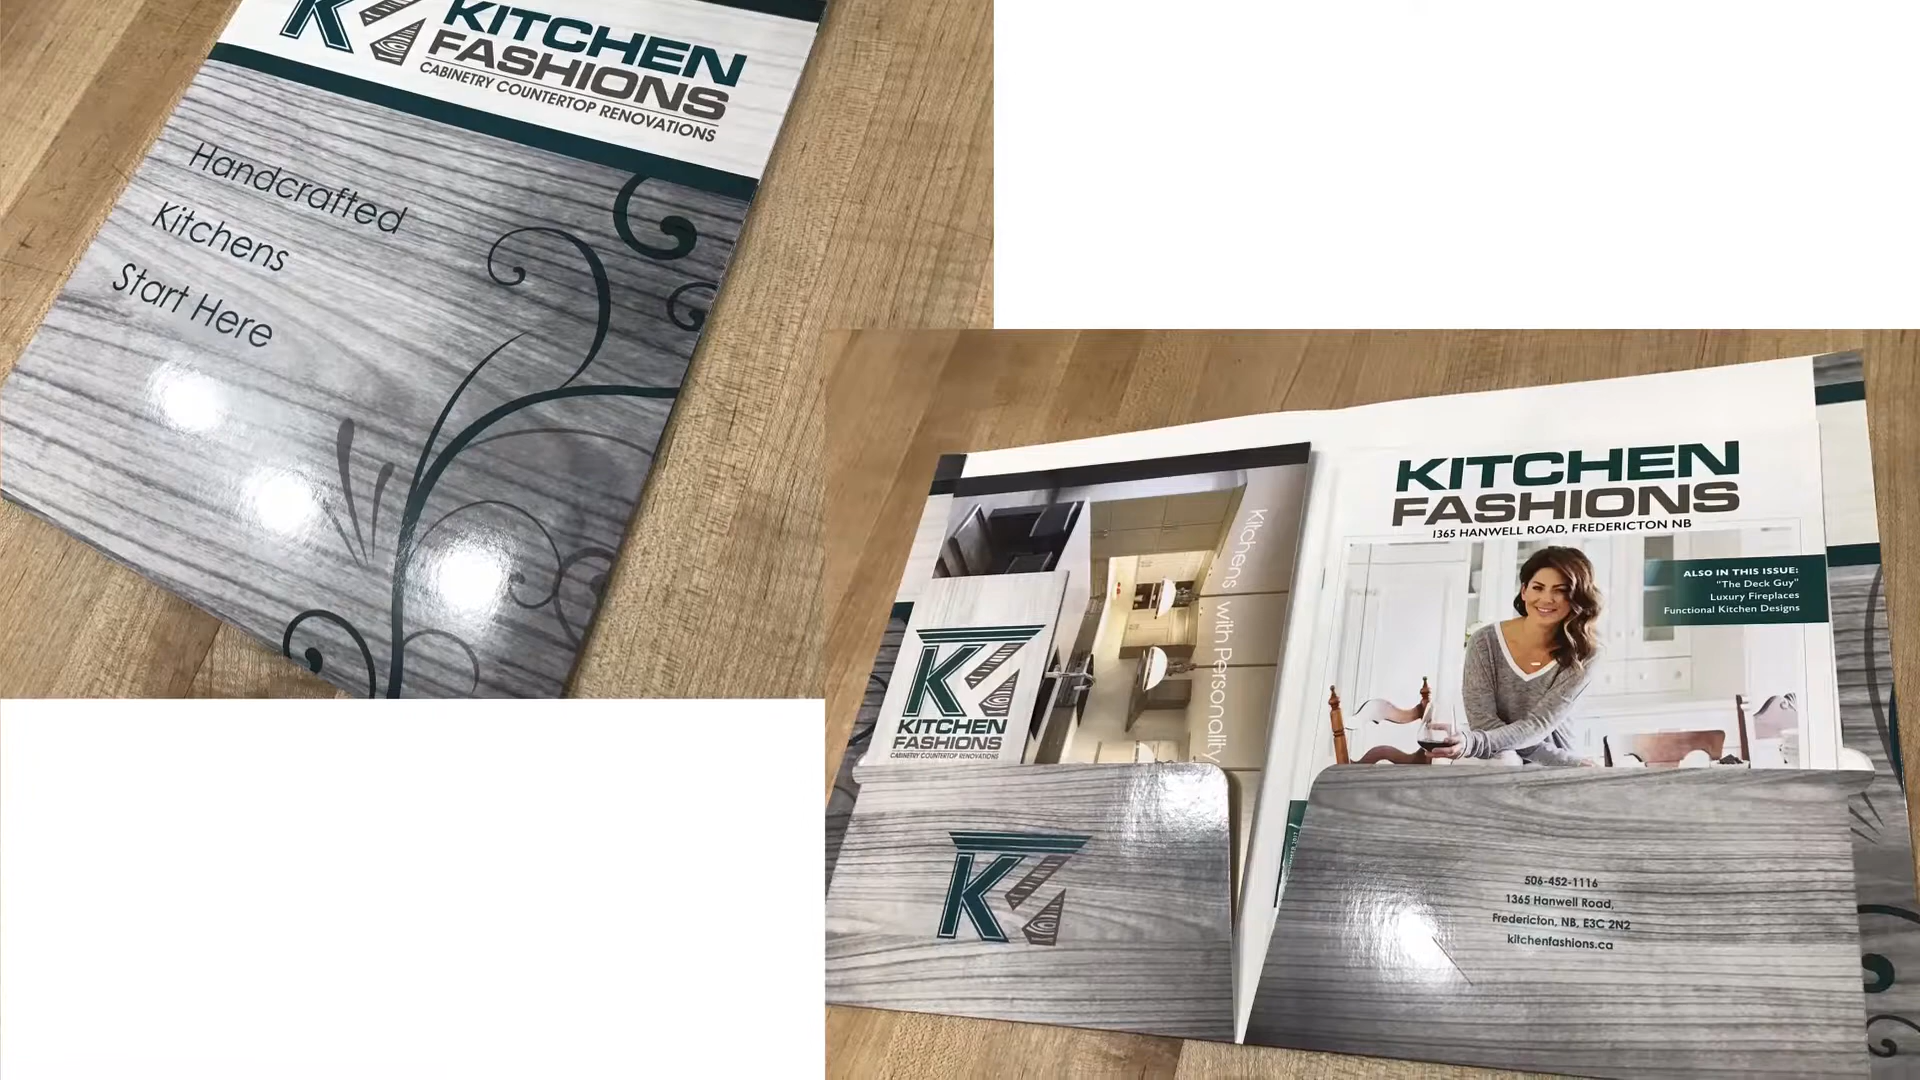 KITCHEN
FASHIONS
CABINETRY COUNTERTOP RENOVATIONS
Handcrafted
Kitchens
Start Here
Kitchens with Personality
K
KITCHEN
FASHIONS
CABINETRY COUNTERTOP RENOVATIONS
KITCHEN
FASHIONS
1365 HANWELL ROAD, FREDERICTON NB
ALSO IN THIS ISSUE:
“The Deck Guy”
Luxury Fireplaces
Functional Kitchen Designs
K
506-452-1116
1365 Hanwell Road,
Fredericton, NB, E3C 2N2
kitchenfashions.ca